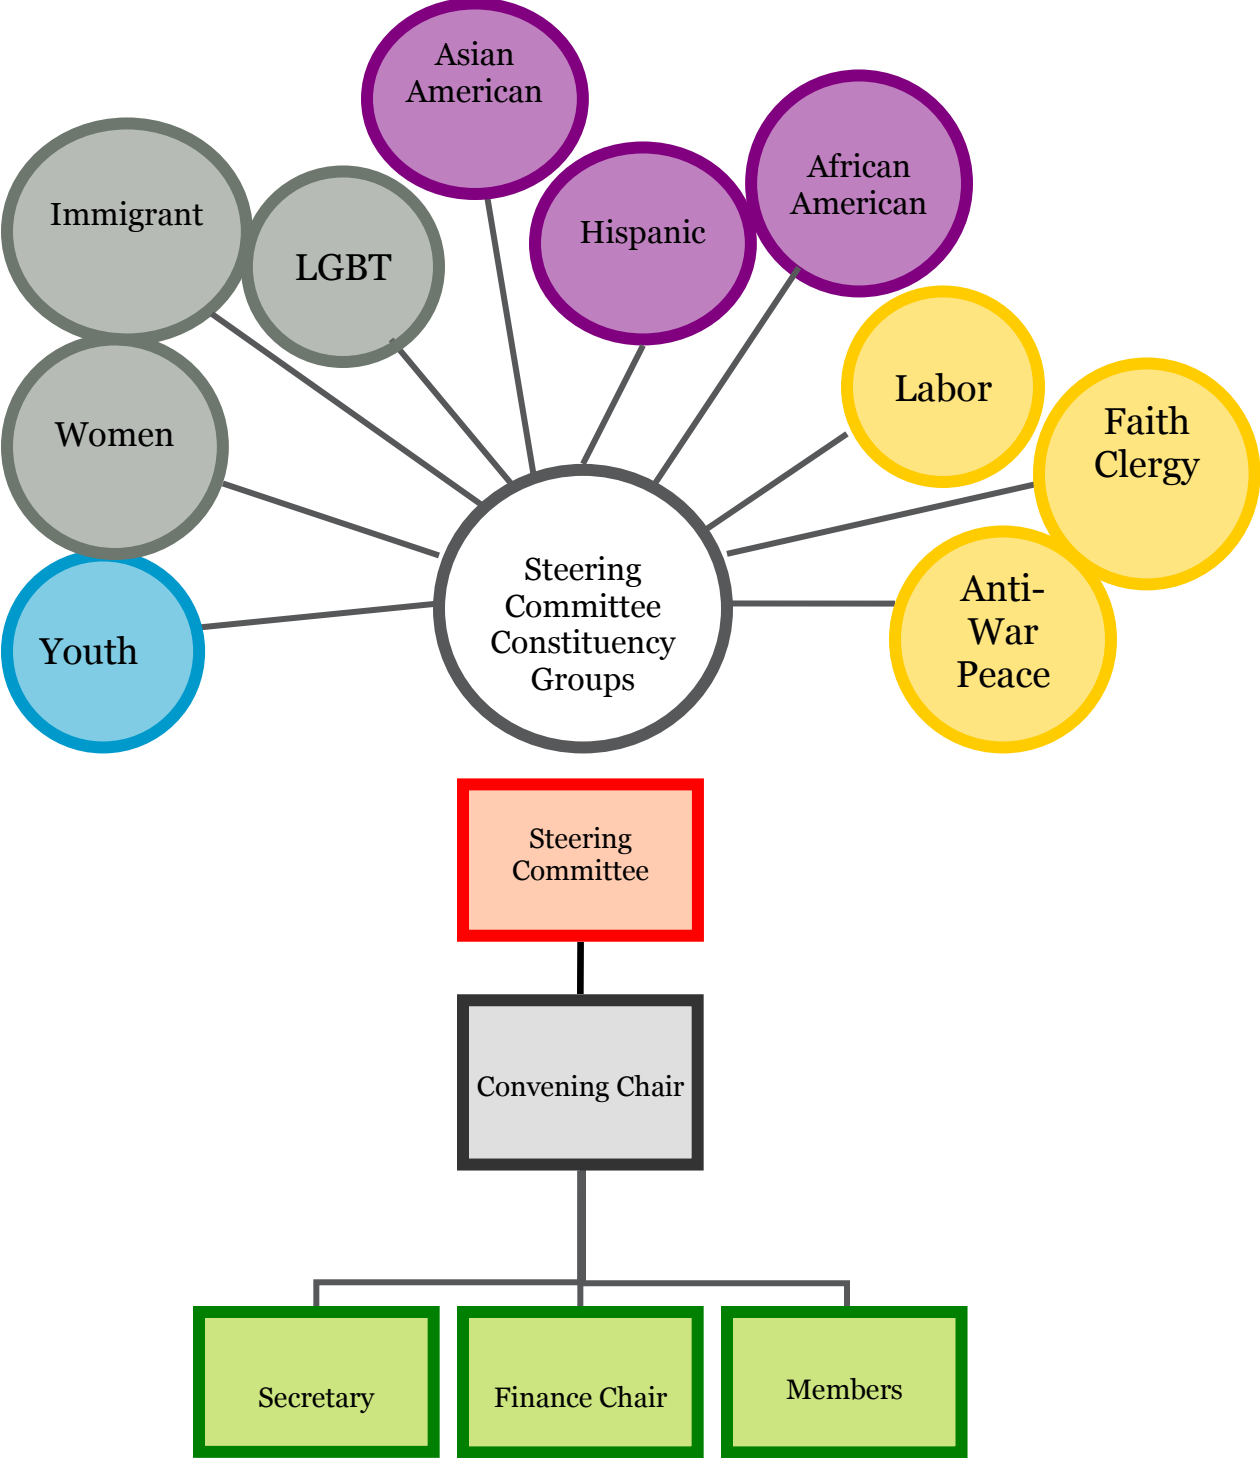 Asian
American
African
American
Immigrant
Hispanic
LGBT
Labor
Faith
Clergy
Women
Steering
Committee
Constituency
Groups
Anti-
War
Peace
Youth
Steering
Committee
Convening Chair
Secretary
Finance Chair
Members